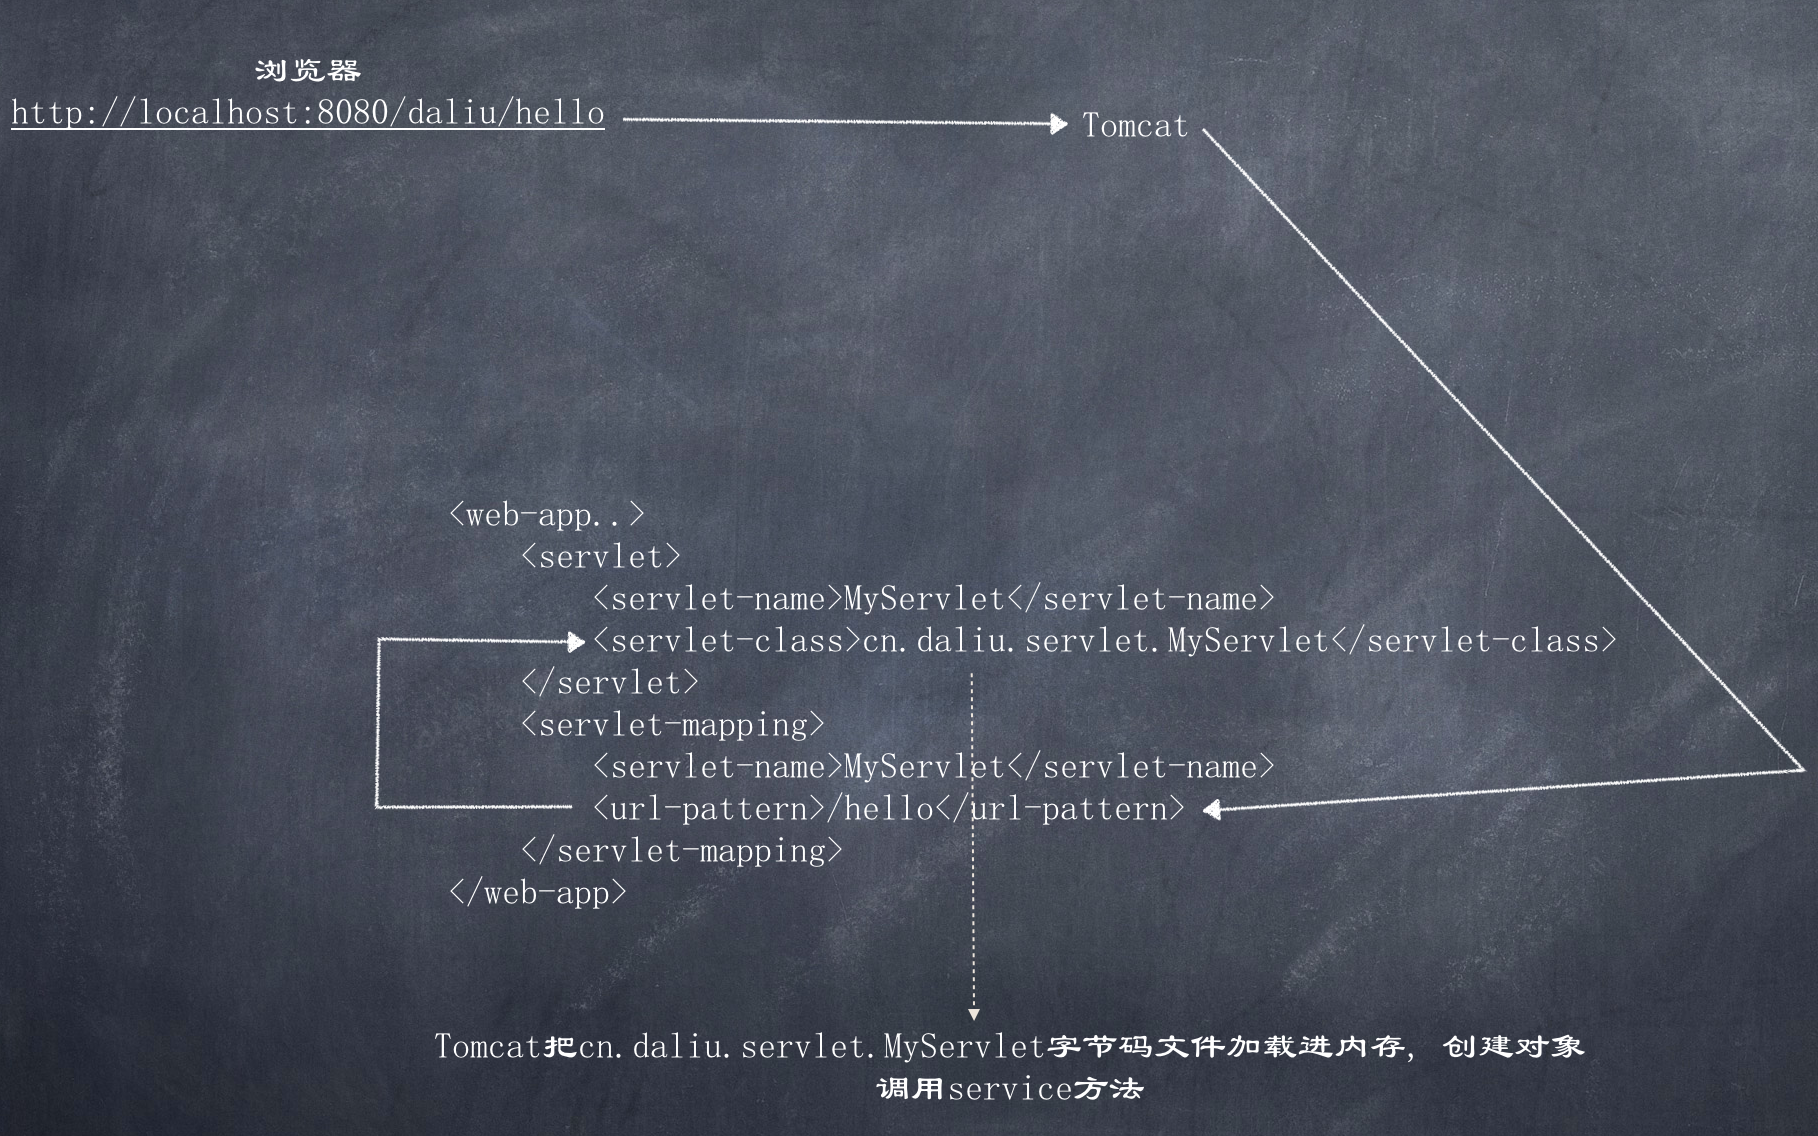 浏览器
http://localhost:8080/daliu/hello
Tomcat
<web-app..>
<servlet>
<servlet-name>MyServlet</servlet-name>
<servlet-class>cn.daliu.servlet.MyServlet</servlet-class>
</servlet>
<servlet-mapping>
<servlet-name>MyServlet</servlet-name>
<url-pattern>/hello</url-pattern>
</servlet-mapping>
</web-app>
Tomcat把cn.daliu.servlet.MyServlet字节码文件加载进内存, 创建对象
调用service方法